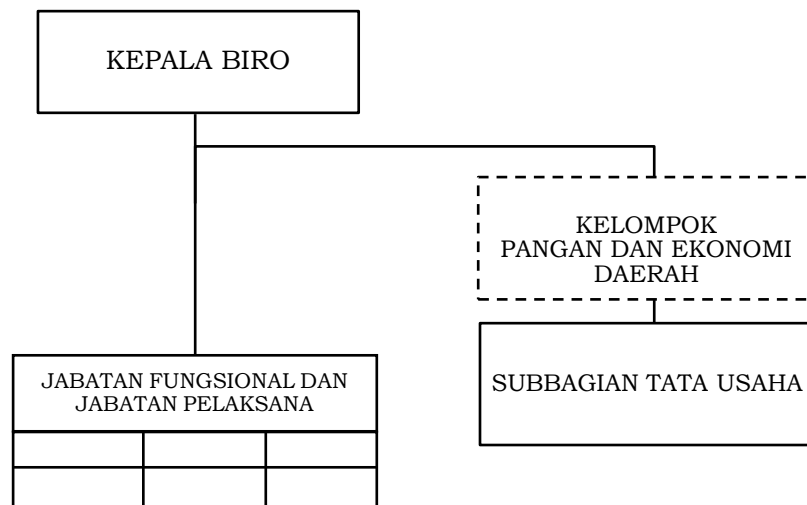 KEPALA BIRO
KELOMPOK
PANGAN DAN EKONOMI
DAERAH
SUBBAGIAN TATA USAHA
JABATAN FUNGSIONAL DAN
JABATAN PELAKSANA